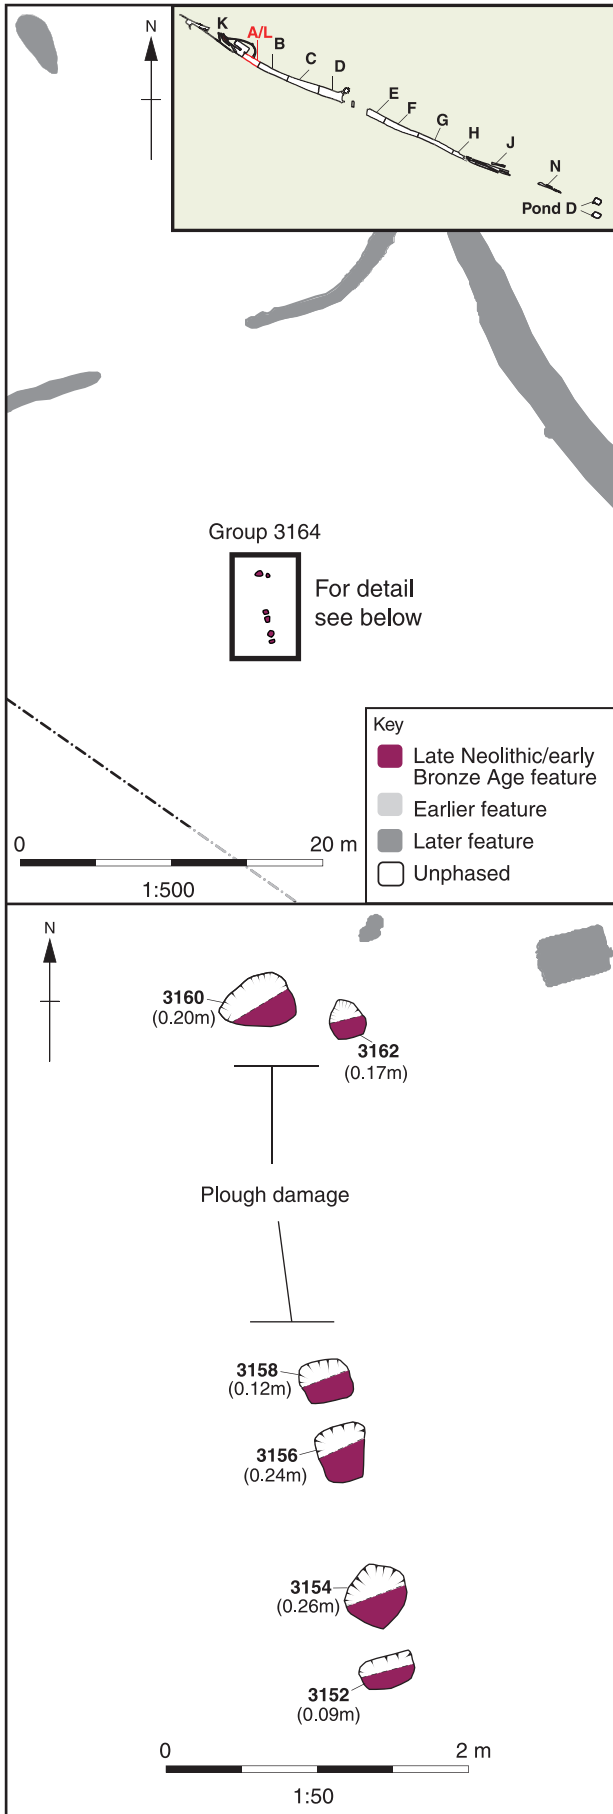 N
K
A/L
B
C
D
E
F
G
H
J
N
Pond D
Group 3164
For detail
see below
Key
Late Neolithic/early
Bronze Age feature
Earlier feature
Later feature
Unphased
0 20 m
1:500
N
3160
(0.20m)
3162
(0.17m)
Plough damage
3158
(0.12m)
3156
(0.24m)
3154
(0.26m)
3152
(0.09m)
0 2 m
1:50